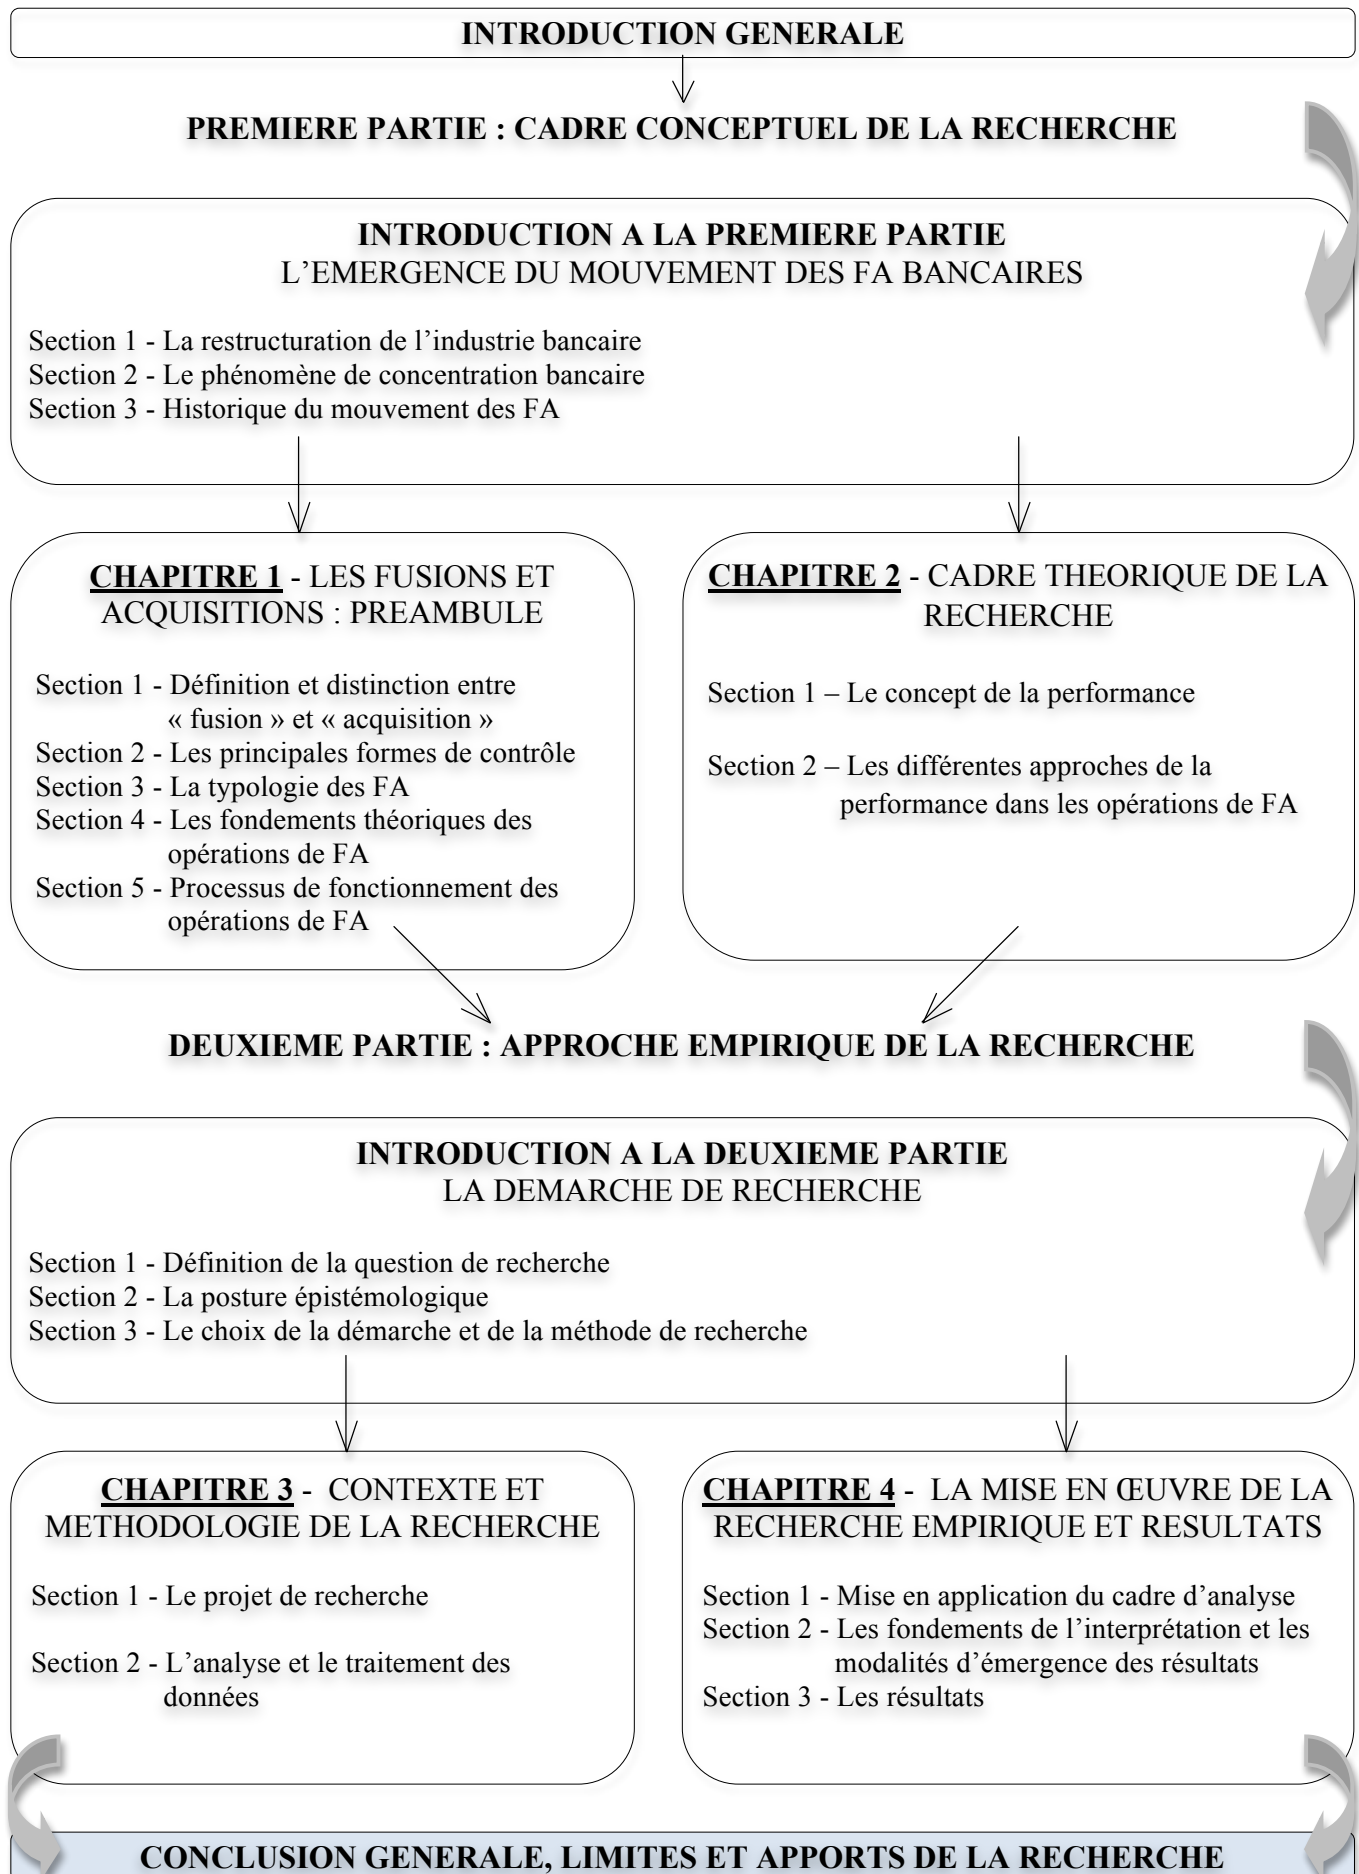 INTRODUCTION GENERALE
PREMIERE PARTIE : CADRE CONCEPTUEL DE LA RECHERCHE
INTRODUCTION A LA PREMIERE PARTIE
L’EMERGENCE DU MOUVEMENT DES FA BANCAIRES
Section 1 - La restructuration de l’industrie bancaire
Section 2 - Le phénomène de concentration bancaire
Section 3 - Historique du mouvement des FA
CHAPITRE 1 - LES FUSIONS ET
ACQUISITIONS : PREAMBULE
Section 1 - Définition et distinction entre
« fusion » et « acquisition »
Section 2 - Les principales formes de contrôle
Section 3 - La typologie des FA
Section 4 - Les fondements théoriques des
opérations de FA
Section 5 - Processus de fonctionnement des
opérations de FA
CHAPITRE 2 - CADRE THEORIQUE DE LA
RECHERCHE
Section 1 – Le concept de la performance
Section 2 – Les différentes approches de la
performance dans les opérations de FA
DEUXIEME PARTIE : APPROCHE EMPIRIQUE DE LA RECHERCHE
INTRODUCTION A LA DEUXIEME PARTIE
LA DEMARCHE DE RECHERCHE
Section 1 - Définition de la question de recherche
Section 2 - La posture épistémologique
Section 3 - Le choix de la démarche et de la méthode de recherche
CHAPITRE 3 - CONTEXTE ET
METHODOLOGIE DE LA RECHERCHE
Section 1 - Le projet de recherche
Section 2 - L’analyse et le traitement des
données
CHAPITRE 4 - LA MISE EN ŒUVRE DE LA
RECHERCHE EMPIRIQUE ET RESULTATS
Section 1 - Mise en application du cadre d’analyse
Section 2 - Les fondements de l’interprétation et les
modalités d’émergence des résultats
Section 3 - Les résultats
CONCLUSION GENERALE, LIMITES ET APPORTS DE LA RECHERCHE